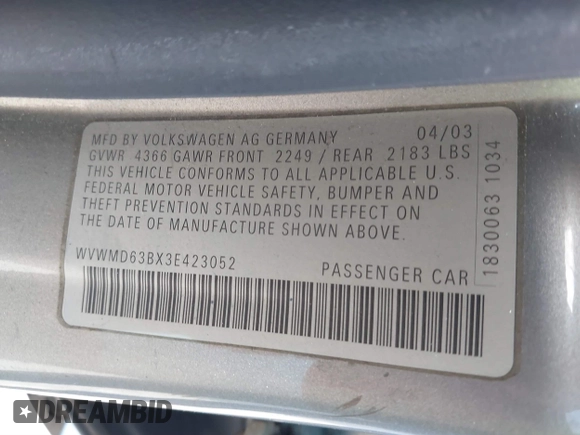 MFD BY VOLKSWAGEN AG GERMANY 04/03
GVWR 4366 GAWR FRONT 2249 / REAR 2183 LBS
THIS VEHICLE CONFORMS TO ALL APPLICABLE U.S.
FEDERAL MOTOR VEHICLE SAFETY, BUMPER AND
THEFT PREVENTION STANDARDS IN EFFECT ON
THE DATE OF MANUFACTURE SHOWN ABOVE.
WVWMD63BX3E423052 PASSENGER CAR
1830063 1034
DREAMBID